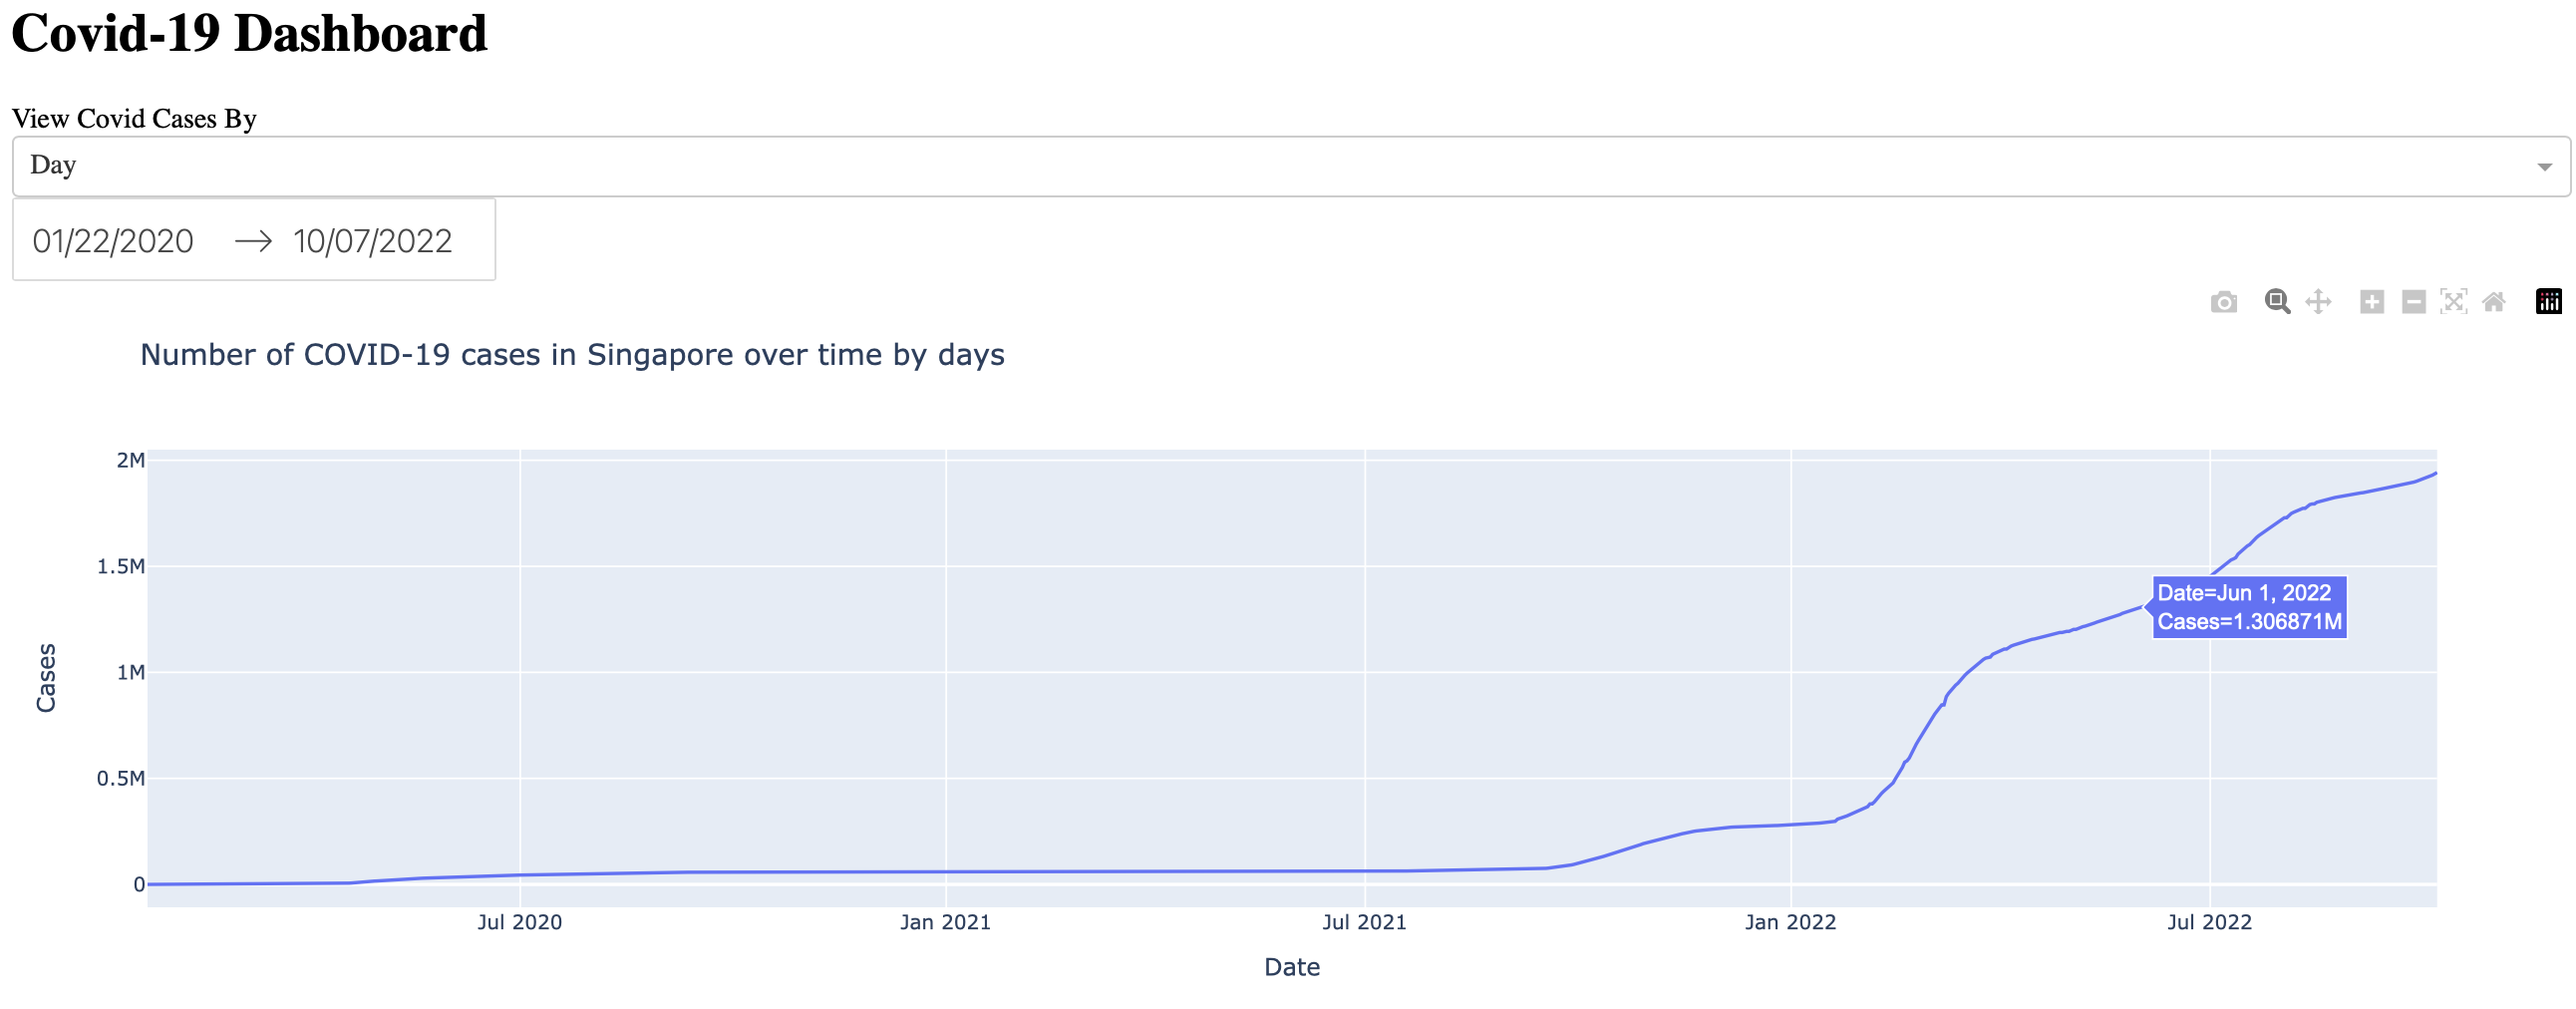 Covid-19 Dashboard
View Covid Cases By
Day
01/22/2020 → 10/07/2022
Number of COVID-19 cases in Singapore over time by days
2M
1.5M
Date=Jun 1, 2022
Cases=1.306871M
1M
0.5M
0
Cases
Jul 2020 Jan 2021 Jul 2021 Jan 2022 Jul 2022
Date